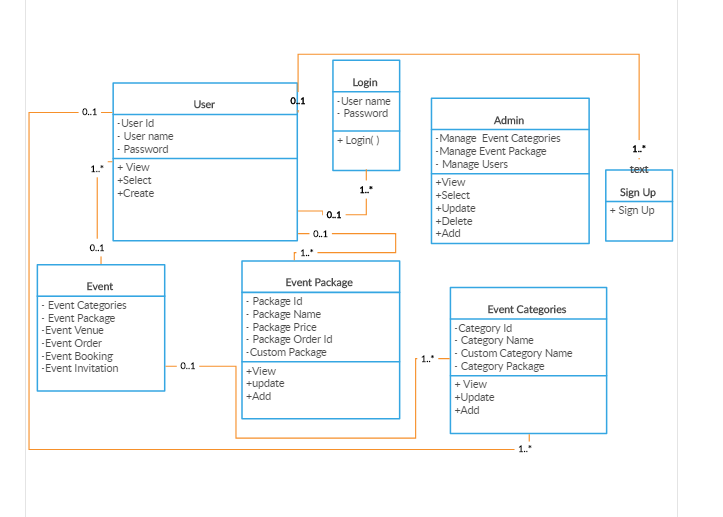 User
-User Id
- User name
- Password
+ View
+Select
+Create
Login
-User name
- Password
+ Login( )
Admin
-Manage  Event Categories
-Manage Event Package
- Manage Users
+View
+Select
+Update
+Delete
+Add
text
Sign Up
+ Sign Up
Event
- Event Categories
- Event Package
-Event Venue
-Event Order
-Event Booking
-Event Invitation
Event Package
- Package Id
- Package Name
- Package Price
- Package Order Id
-Custom Package
+View
+update
+Add
Event Categories
-Category Id
- Category Name
- Custom Category Name
- Category Package
+ View
+Update
+Add
0..1
0..1
1..*
1..*
1..*
0..1
0..1
0..1
1..*
0..1
1..*
1..*